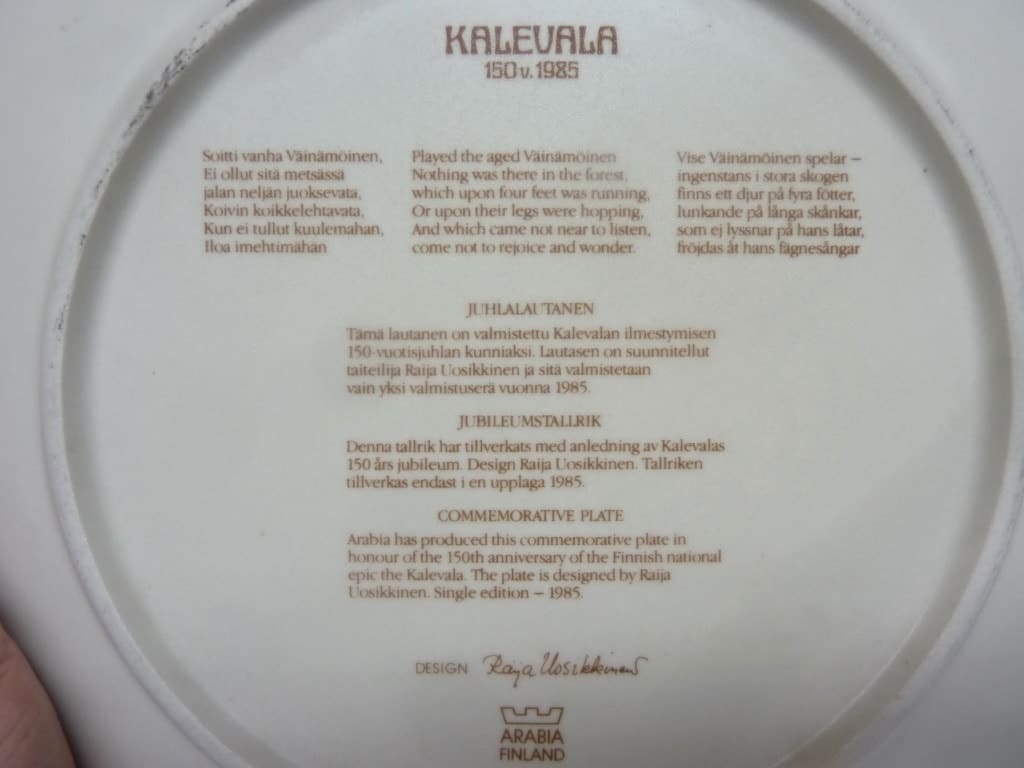 KALEVALA
150 v. 1985
Soitti vanha Väinämöinen,
Ei ollut sitä metsässä
jalan neljän juoksevata,
Koivin koikkelehtavata,
Kun ei tullut kuulemahan,
Iloa imehtimähän
Played the aged Väinämöinen
Nothing was there in the forest,
which upon four feet was running,
Or upon their legs were hopping,
And which came not near to listen,
come not to rejoice and wonder.
Vise Väinämöinen spelar –
ingenstans i stora skogen
finns ett djur på fyra fötter,
lunkande på långa skånkar,
som ej lyssnar på hans låtar,
fröjdas åt hans fägnesångar
JUHLALAUTANEN
Tämä lautanen on valmistettu Kalevalan ilmestymisen
150-vuotisjuhlan kunniaksi. Lautasen on suunnitellut
taiteilija Raija Uosikkinen ja sitä valmistetaan
vain yksi valmistuserä vuonna 1985.
JUBILEUMSTALLRIK
Denna tallrik har tillverkats med anledning av Kalevalas
150 års jubileum. Design Raija Uosikkinen. Tallriken
tillverkas endast i en upplaga 1985.
COMMEMORATIVE PLATE
Arabia has produced this commemorative plate in
honour of the 150th anniversary of the Finnish national
epic the Kalevala. The plate is designed by Raija
Uosikkinen. Single edition – 1985.
DESIGN Raija Uosikkinen
ARABIA
FINLAND